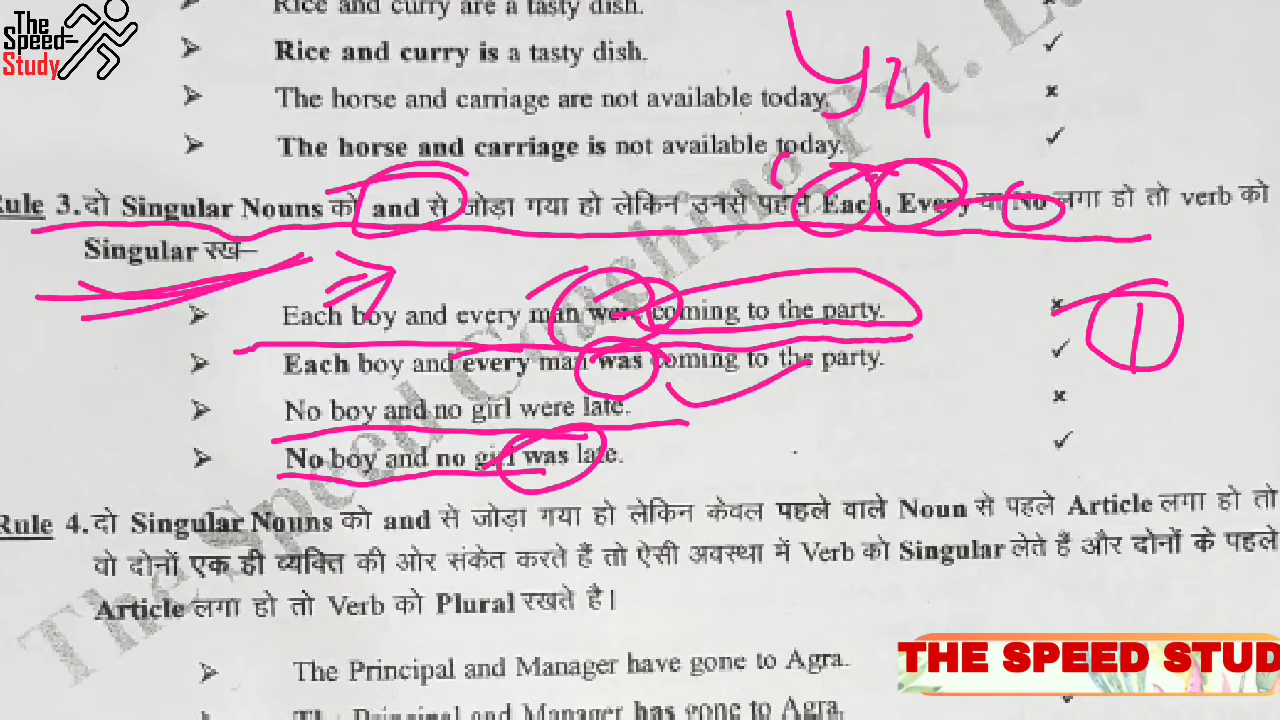 The
Speed
Study
Rice and curry are a tasty dish.
➢ Rice and curry is a tasty dish. ✓
➢ The horse and carriage are not available today. ×
➢ The horse and carriage is not available today. ✓
Rule 3. दो Singular Nouns को and से जोड़ा गया हो लेकिन उनसे पहले Each, Every या No लगा हो तो verb को
Singular रखे—
➢ Each boy and every man were coming to the party. ×
➢ Each boy and every man was coming to the party. ✓
➢ No boy and no girl were late. ×
➢ No boy and no girl was late. ✓
Rule 4. दो Singular Nouns को and से जोड़ा गया हो लेकिन केवल पहले वाले Noun से पहले Article लगा हो तो
वो दोनों एक ही व्यक्ति की ओर संकेत करते हैं तो ऐसी अवस्था में Verb को Singular लेते हैं और दोनों के पहले
Article लगा हो तो Verb को Plural रखते है।
➢ The Principal and Manager have gone to Agra.
The Principal and Manager has gone to Agra.
THE SPEED STUD